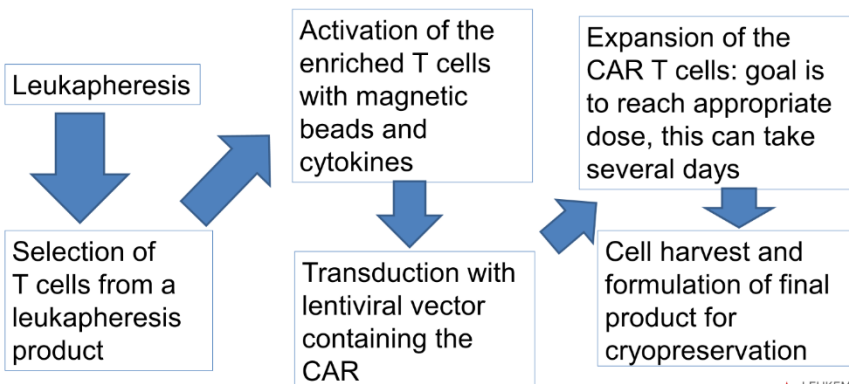 Leukapheresis
Selection of
T cells from a
leukapheresis
product
Activation of the
enriched T cells
with magnetic
beads and
cytokines
Transduction with
lentiviral vector
containing the
CAR
Expansion of the
CAR T cells: goal is
to reach appropriate
dose, this can take
several days
Cell harvest and
formulation of final
product for
cryopreservation